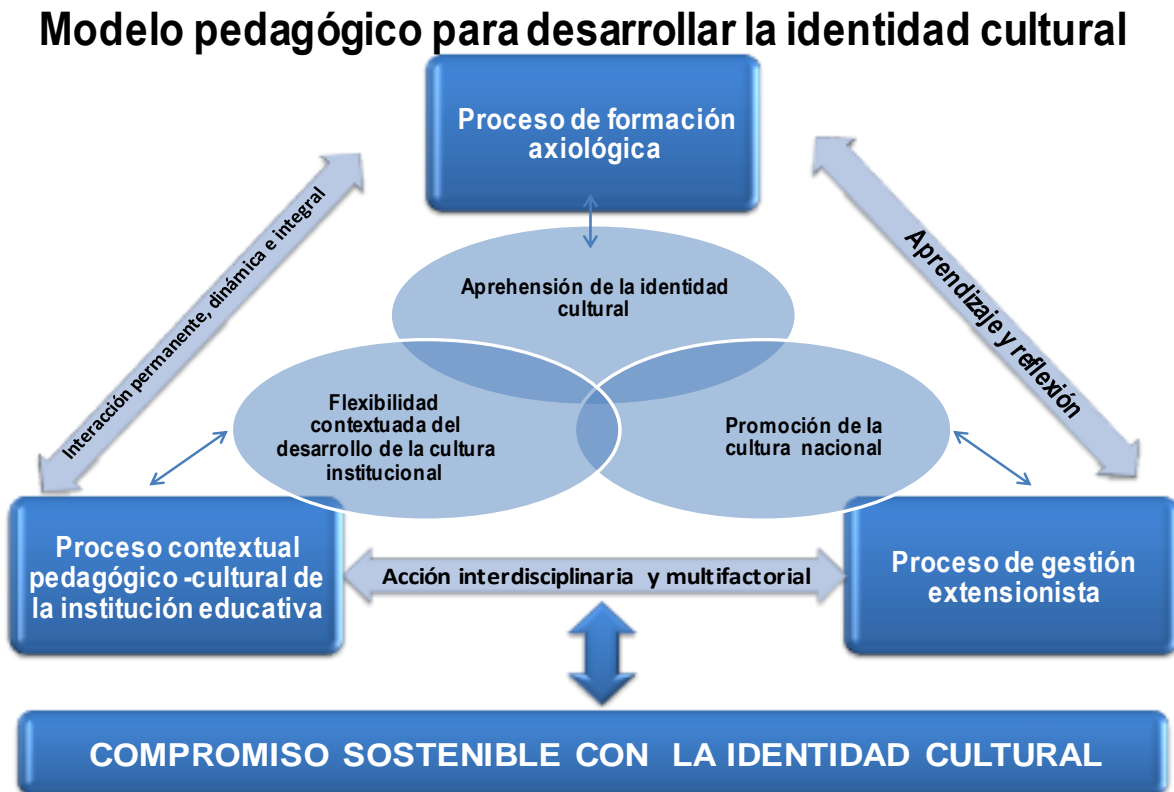 Modelo pedagógico para desarrollar la identidad cultural
Proceso de formación
axiológica
Interacción permanente, dinámica e integral
Aprendizaje y reflexión
Aprehensión de la identidad
cultural
Flexibilidad
contextuada del
desarrollo de la cultura
institucional
Promoción de la
cultura nacional
Proceso contextual
pedagógico -cultural de
la institución educativa
Acción interdisciplinaria y multifactorial
Proceso de gestión
extensionista
COMPROMISO SOSTENIBLE CON LA IDENTIDAD CULTURAL